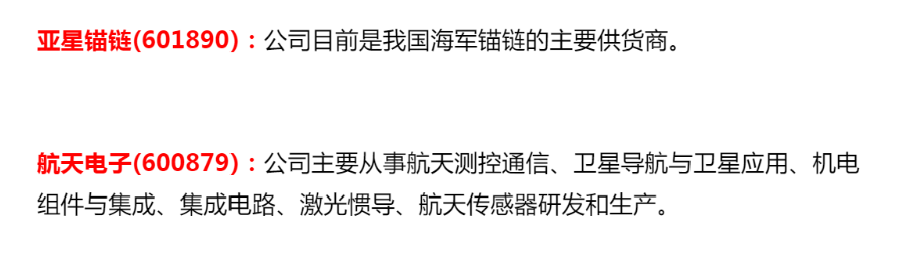 亚星锚链(601890)：公司目前是我国海军锚链的主要供货商。
航天电子(600879)：公司主要从事航天测控通信、卫星导航与卫星应用、机电
组件与集成、集成电路、激光惯导、航天传感器研发和生产。